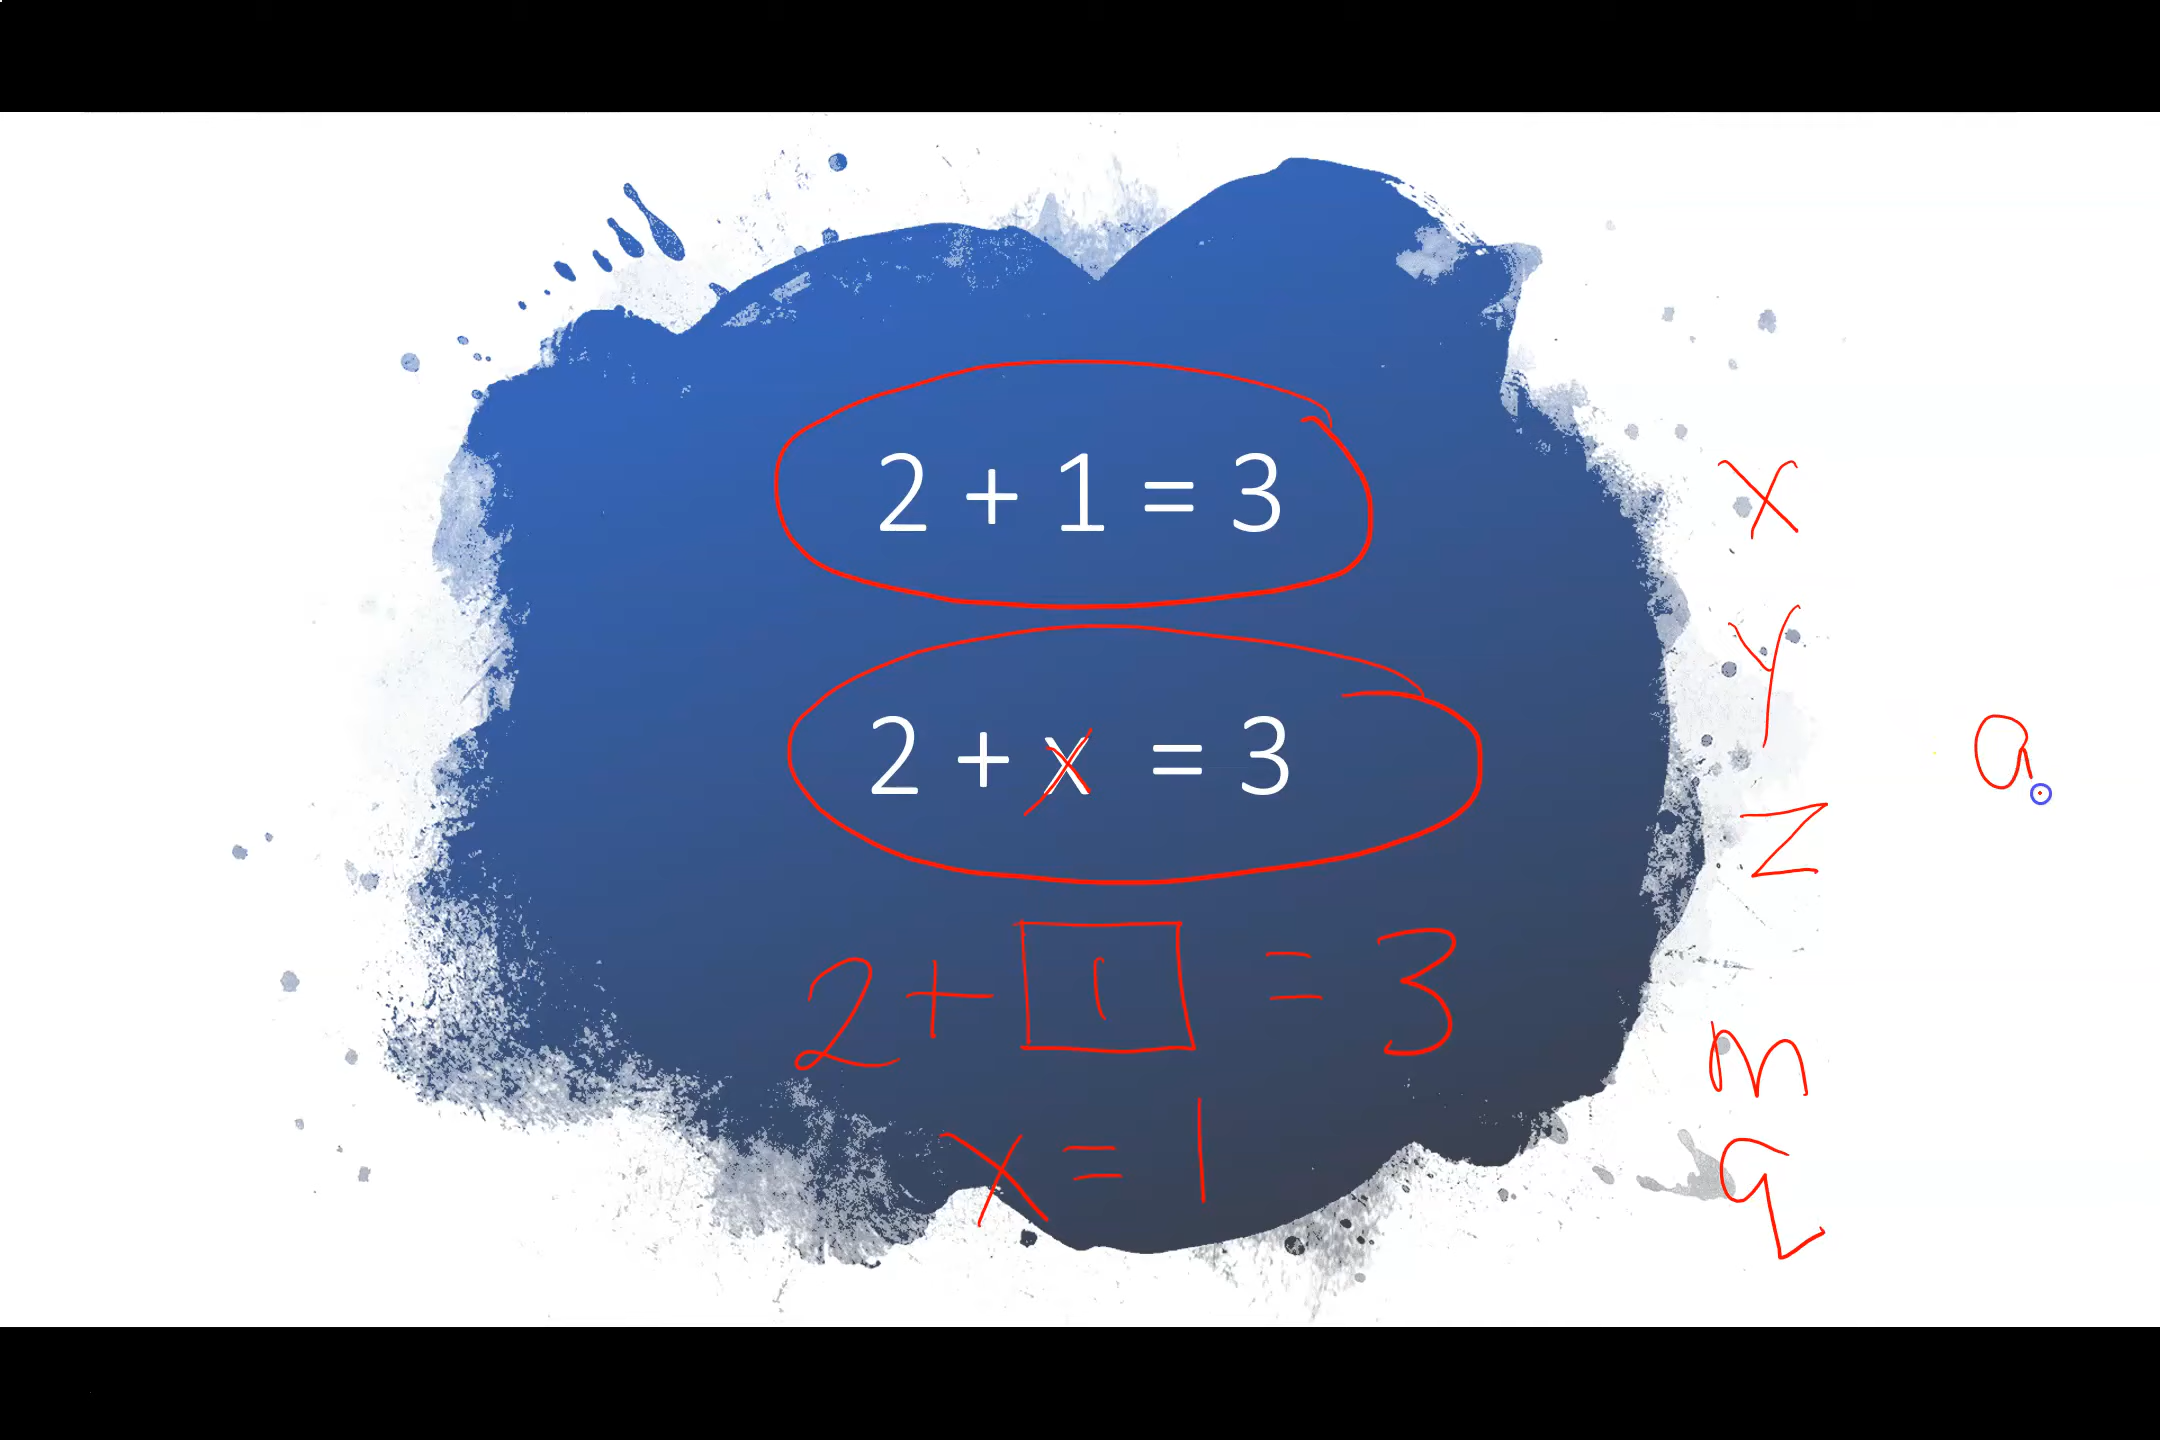 2 + 1 = 3
2 + x = 3
2 + 1 = 3
x = 1
x
y
z
m
q
a